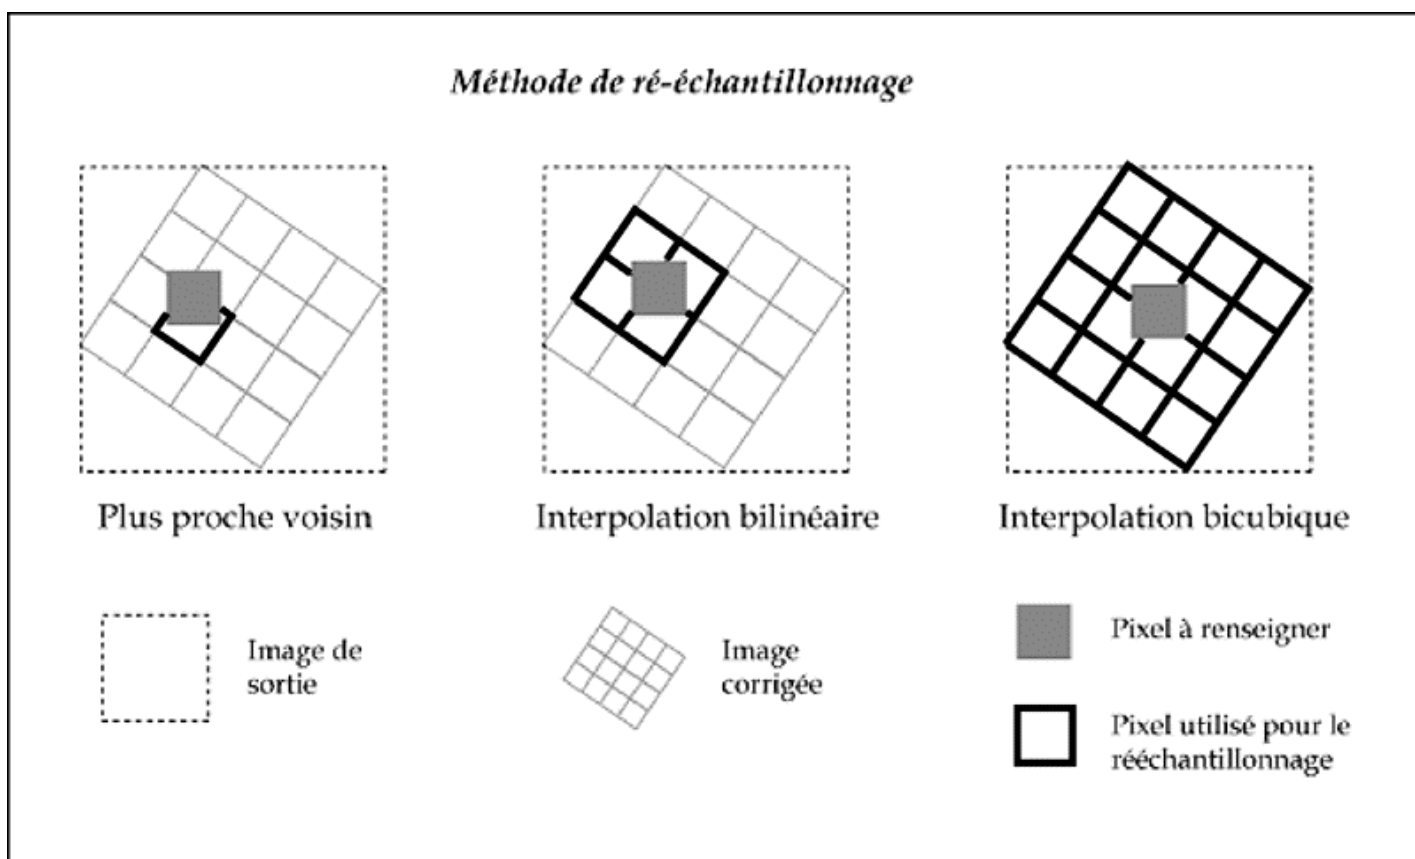 Méthode de ré-échantillonnage
Plus proche voisin
Interpolation bilinéaire
Interpolation bicubique
Image de
sortie
Image
corrigée
Pixel à renseigner
Pixel utilisé pour le
rééchantillonnage